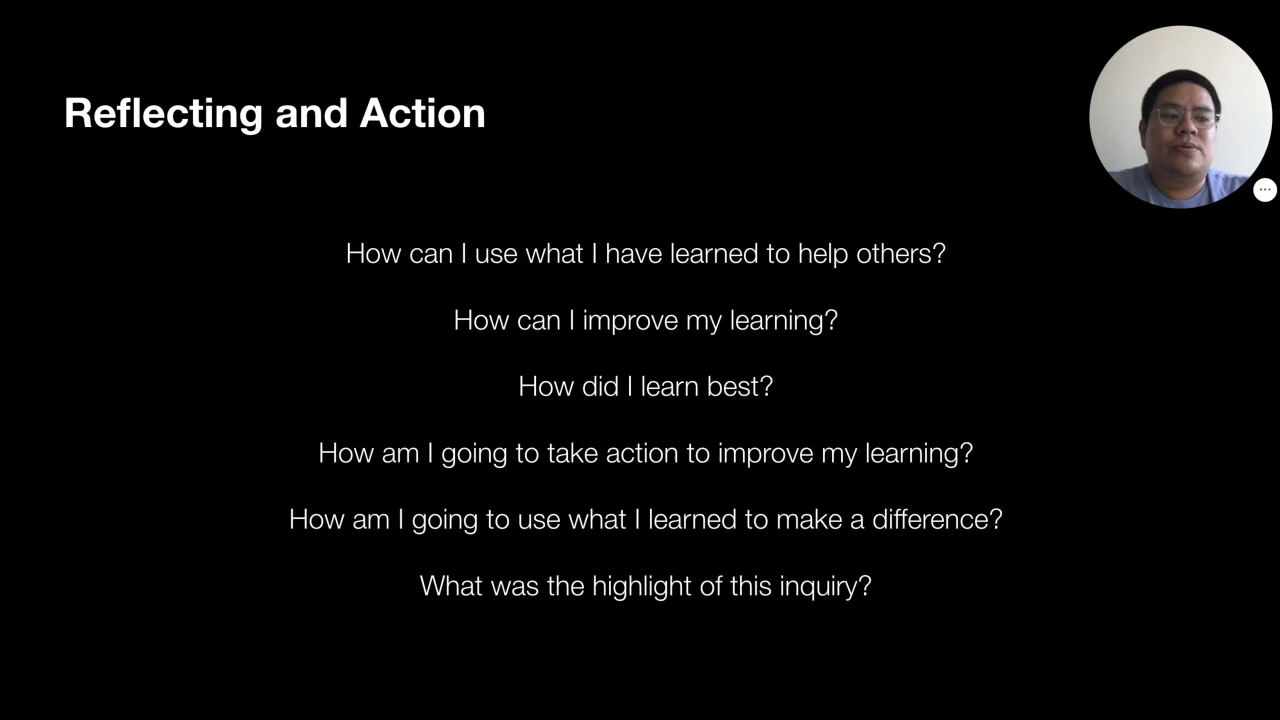 Reflecting and Action
How can I use what I have learned to help others?
How can I improve my learning?
How did I learn best?
How am I going to take action to improve my learning?
How am I going to use what I learned to make a difference?
What was the highlight of this inquiry?